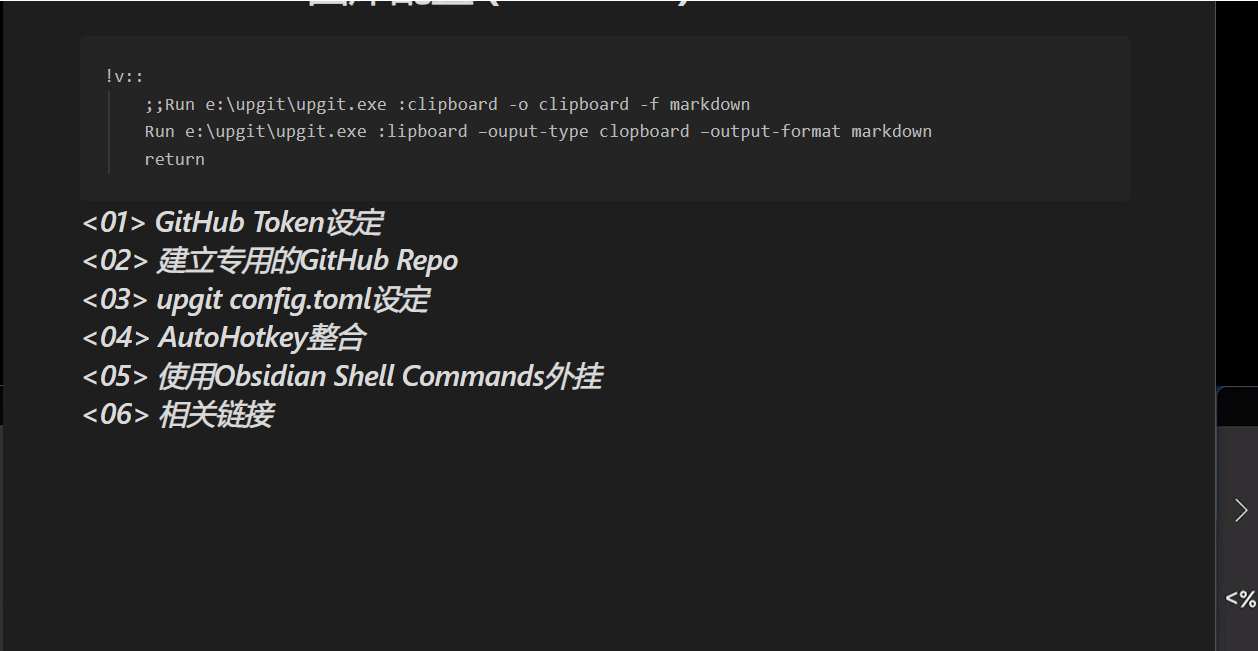 !v::
;;Run e:\upgit\upgit.exe :clipboard -o clipboard -f markdown
Run e:\upgit\upgit.exe :lipboard –ouput-type clopboard –output-format markdown
return
<01> GitHub Token设定
<02> 建立专用的GitHub Repo
<03> upgit config.toml设定
<04> AutoHotkey整合
<05> 使用Obsidian Shell Commands外挂
<06> 相关链接
<%